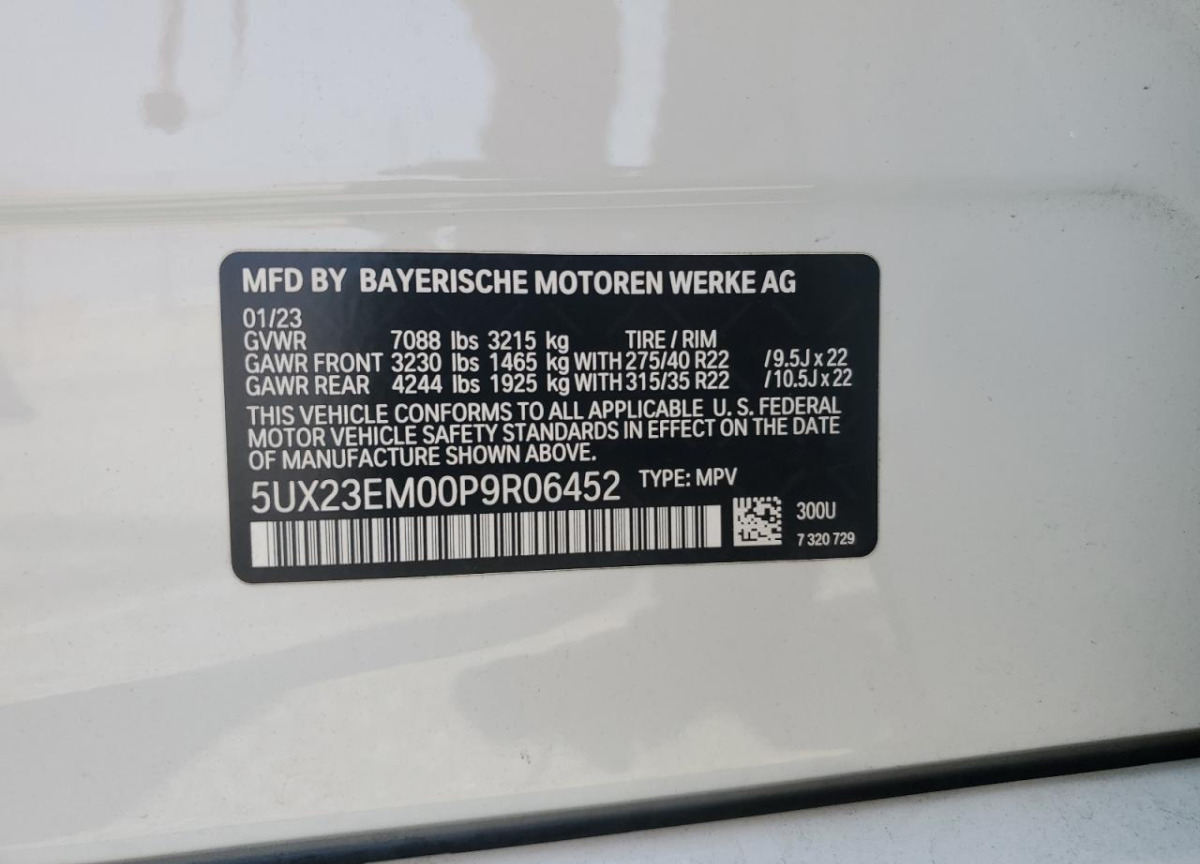 MFD BY BAYERISCHE MOTOREN WERKE AG
01/23
GVWR 7088 lbs 3215 kg TIRE / RIM
GAWR FRONT 3230 lbs 1465 kg WITH 275/40 R22 /9.5J x 22
GAWR REAR 4244 lbs 1925 kg WITH 315/35 R22 /10.5J x 22
THIS VEHICLE CONFORMS TO ALL APPLICABLE U. S. FEDERAL
MOTOR VEHICLE SAFETY STANDARDS IN EFFECT ON THE DATE
OF MANUFACTURE SHOWN ABOVE.
5UX23EM00P9R06452 TYPE: MPV
300U
7 320 729